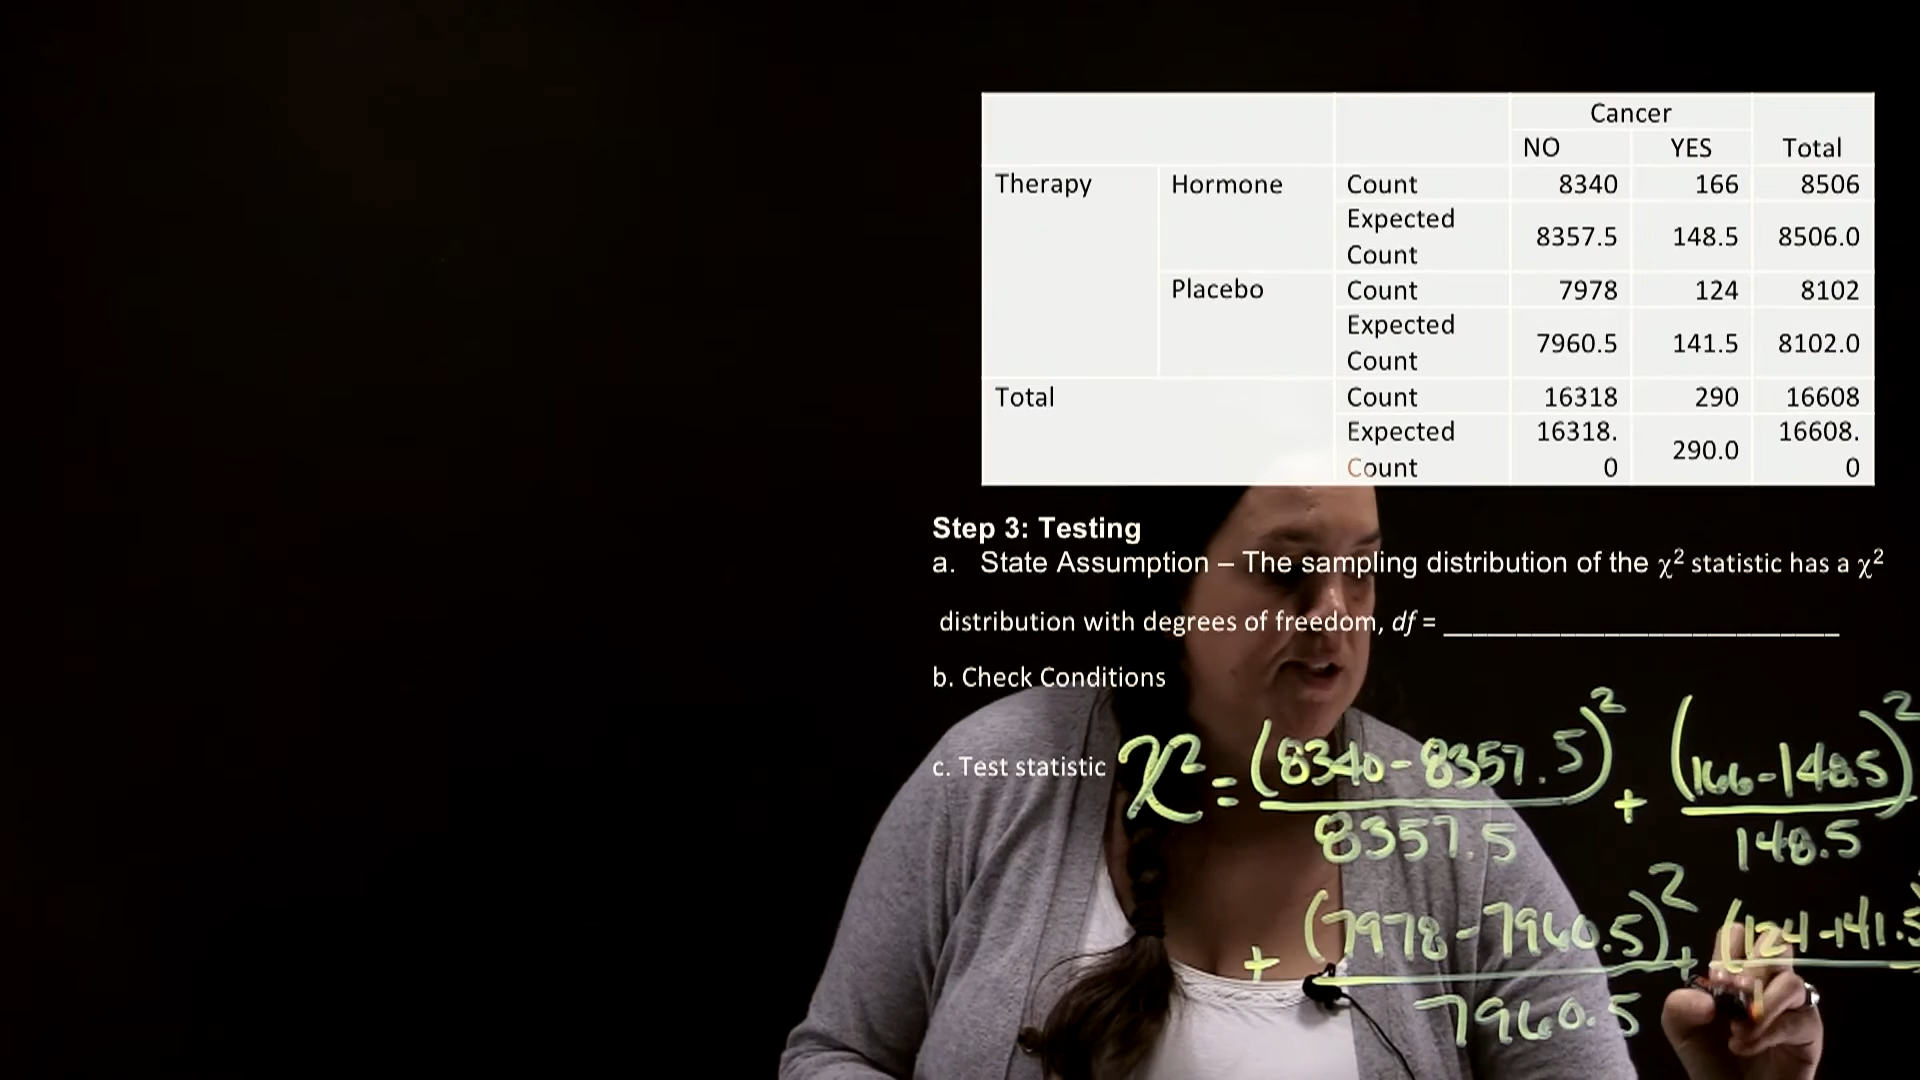 Cancer
NO YES Total
Therapy Hormone Count 8340 166 8506
Expected Count 8357.5 148.5 8506.0
Placebo Count 7978 124 8102
Expected Count 7960.5 141.5 8102.0
Total Count 16318 290 16608
Expected Count 16318.0 290.0 16608.0
Step 3: Testing
a. State Assumption – The sampling distribution of the χ² statistic has a χ²
distribution with degrees of freedom, df = ___________________________
b. Check Conditions
c. Test statistic χ² = (8340 - 8357.5)² / 8357.5 + (166 - 148.5)² / 148.5
+ (7978 - 7960.5)² / 7960.5 + (124 - 141.5